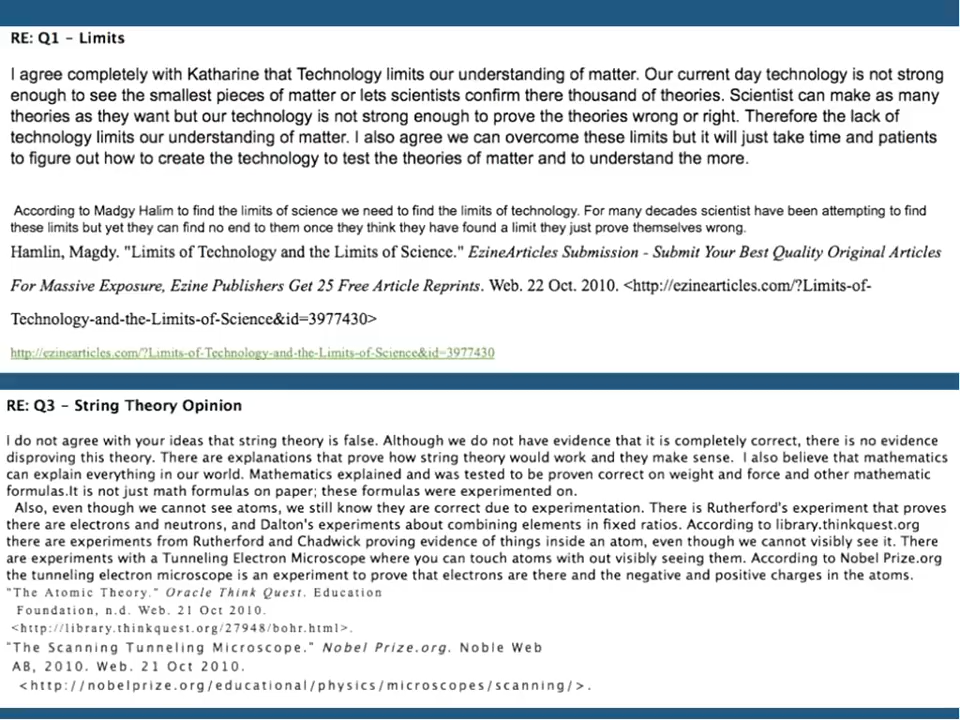 RE: Q1 – Limits
I agree completely with Katharine that Technology limits our understanding of matter. Our current day technology is not strong
enough to see the smallest pieces of matter or lets scientists confirm there thousand of theories. Scientist can make as many
theories as they want but our technology is not strong enough to prove the theories wrong or right. Therefore the lack of
technology limits our understanding of matter. I also agree we can overcome these limits but it will just take time and patients
to figure out how to create the technology to test the theories of matter and to understand the more.
According to Madgy Halim to find the limits of science we need to find the limits of technology. For many decades scientist have been attempting to find
these limits but yet they can find no end to them once they think they have found a limit they just prove themselves wrong.
Hamlin, Magdy. "Limits of Technology and the Limits of Science." EzineArticles Submission - Submit Your Best Quality Original Articles
For Massive Exposure, Ezine Publishers Get 25 Free Article Reprints. Web. 22 Oct. 2010. <http://ezinearticles.com/?Limits-of-
Technology-and-the-Limits-of-Science&id=3977430>
http://ezinearticles.com/?Limits-of-Technology-and-the-Limits-of-Science&id=3977430
RE: Q3 – String Theory Opinion
I do not agree with your ideas that string theory is false. Although we do not have evidence that it is completely correct, there is no evidence
disproving this theory. There are explanations that prove how string theory would work and they make sense. I also believe that mathematics
can explain everything in our world. Mathematics explained and was tested to be proven correct on weight and force and other mathematic
formulas.It is not just math formulas on paper; these formulas were experimented on.
Also, even though we cannot see atoms, we still know they are correct due to experimentation. There is Rutherford's experiment that proves
there are electrons and neutrons, and Dalton's experiments about combining elements in fixed ratios. According to library.thinkquest.org
there are experiments from Rutherford and Chadwick proving evidence of things inside an atom, even though we cannot visibly see it. There
are experiments with a Tunneling Electron Microscope where you can touch atoms with out visibly seeing them. According to Nobel Prize.org
the tunneling electron microscope is an experiment to prove that electrons are there and the negative and positive charges in the atoms.
"The Atomic Theory." Oracle Think Quest. Education
Foundation, n.d. Web. 21 Oct 2010.
<http://library.thinkquest.org/27948/bohr.html>.
"The Scanning Tunneling Microscope." Nobel Prize.org. Noble Web
AB, 2010. Web. 21 Oct 2010.
<http://nobelprize.org/educational/physics/microscopes/scanning/>.